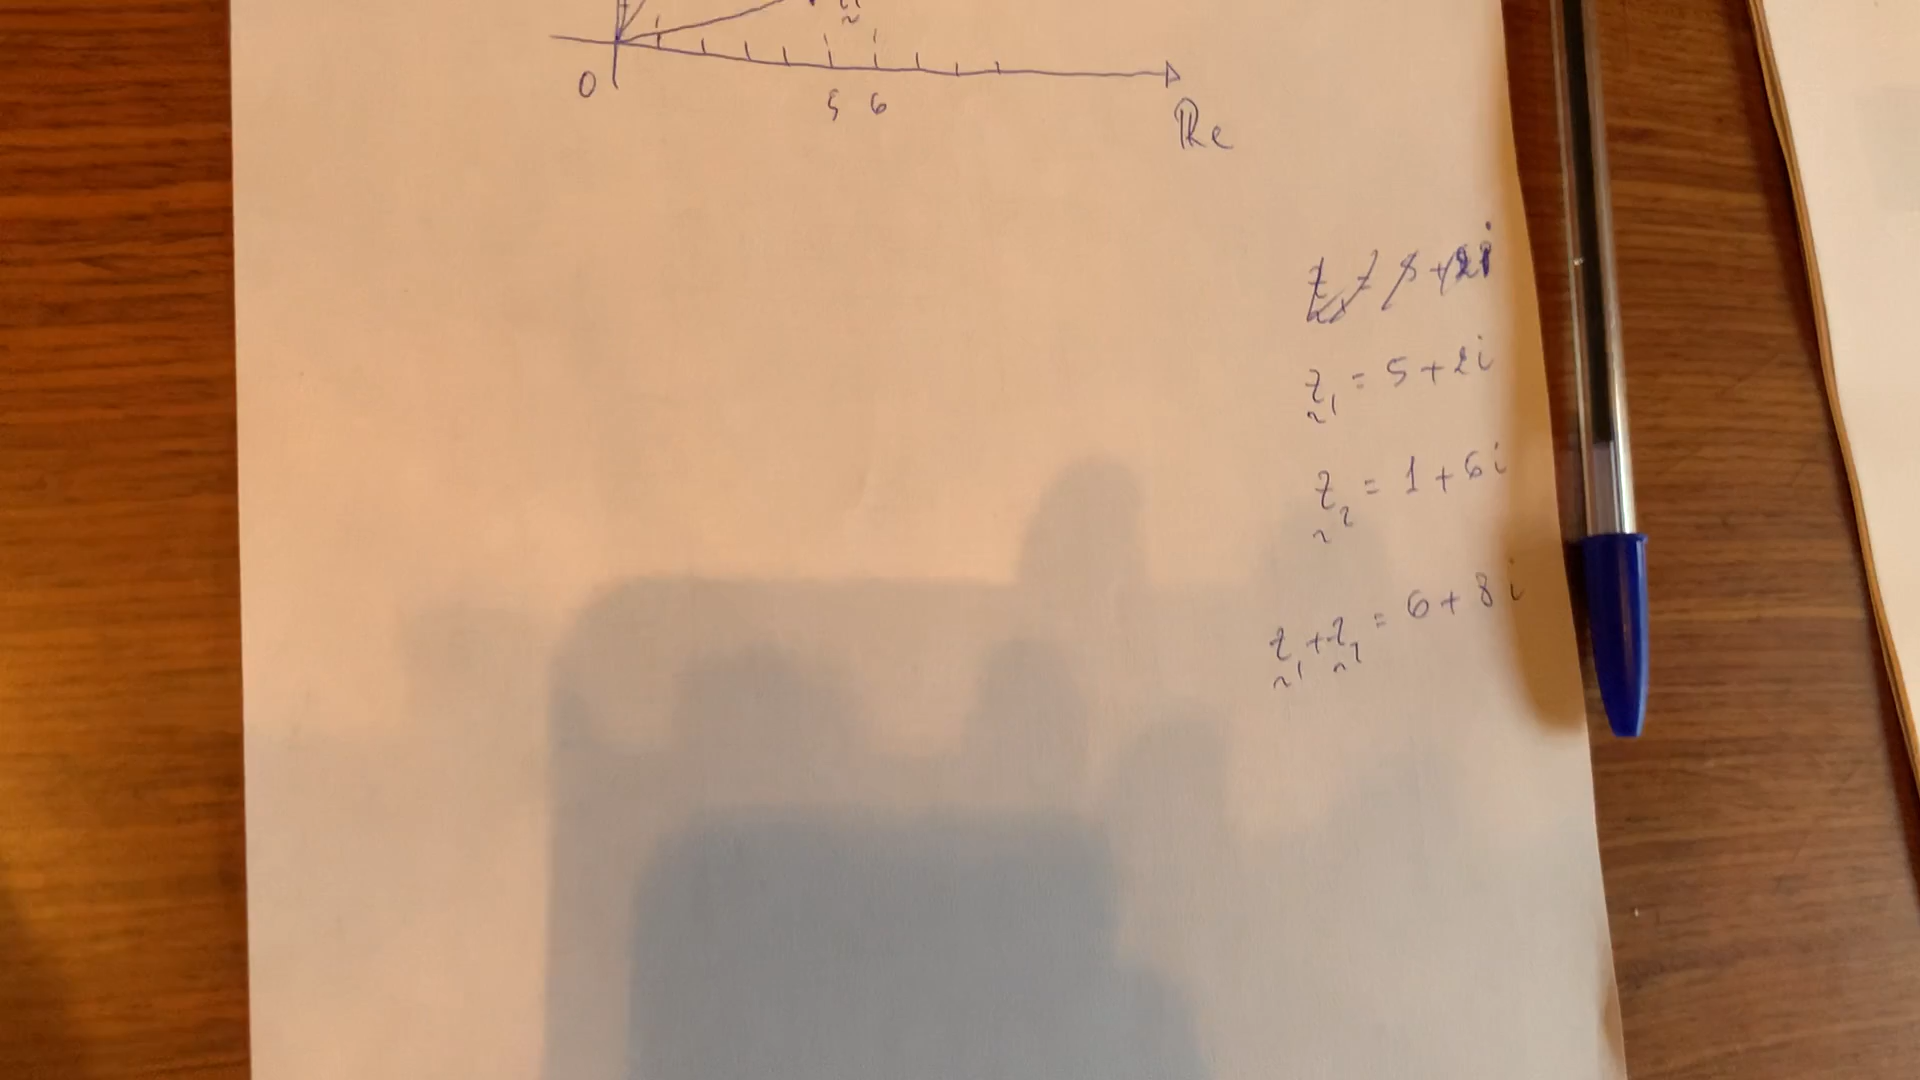 0
5 6
Re
z₁ = 5 + 2i
z₂ = 1 + 6i
z₁ + z₂ = 6 + 8i